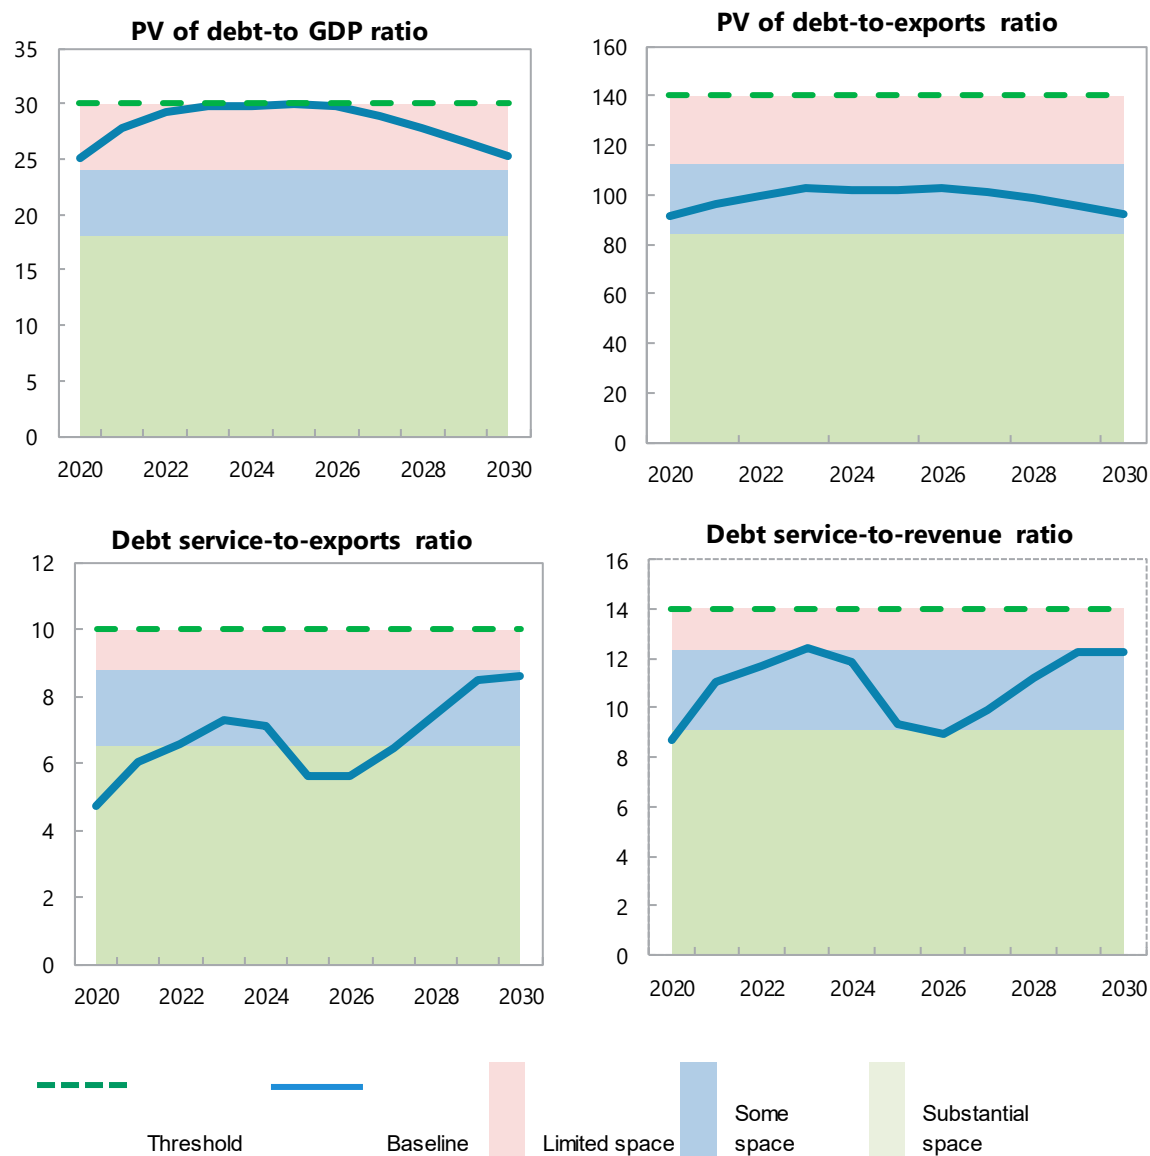 PV of debt-to GDP ratio
35
30
25
20
15
10
5
0
2020 2022 2024 2026 2028 2030
PV of debt-to-exports ratio
160
140
120
100
80
60
40
20
0
2020 2022 2024 2026 2028 2030
Debt service-to-exports ratio
12
10
8
6
4
2
0
2020 2022 2024 2026 2028 2030
Debt service-to-revenue ratio
16
14
12
10
8
6
4
2
0
2020 2022 2024 2026 2028 2030
Threshold
Baseline
Limited space
Some
space
Substantial
space